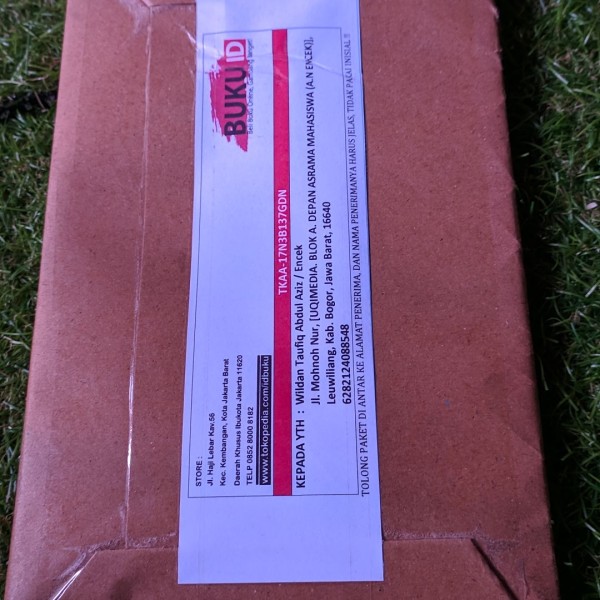 BUKU ID
Beli Buku Online, Gampang banget
STORE :
Jl. Haji Lebar Kav.56
Kec. Kembangan, Kota Jakarta Barat
Daerah Khusus Ibukota Jakarta 11620
TELP 0852 8000 8182
www.tokopedia.com/idbuku
TKAA-17N3B137GDN
KEPADA YTH : Wildan Taufiq Abdul Aziz / Encek
Jl. Mohnoh Nur, [UQIMEDIA. BLOK A. DEPAN ASRAMA MAHASISWA (A.N ENCEK)],
Leuwiliang, Kab. Bogor, Jawa Barat, 16640
6282124088548
TOLONG PAKET DI ANTAR KE ALAMAT PENERIMA, DAN NAMA PENERIMANYA HARUS JELAS, TIDAK PAKAI INISIAL !!